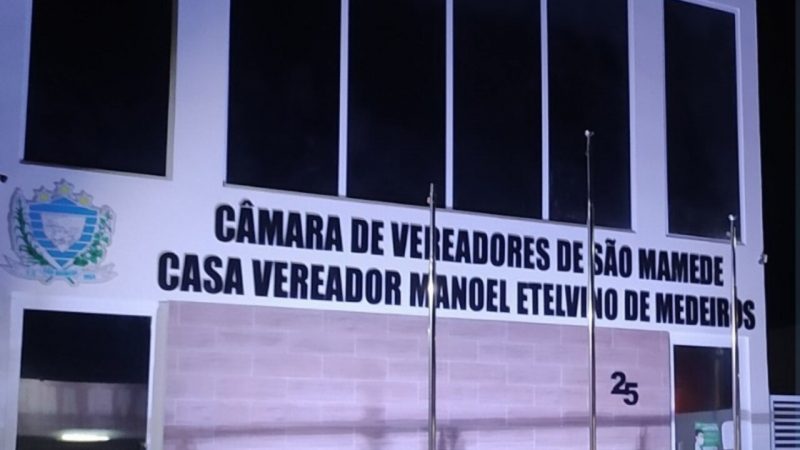 CÂMARA DE VEREADORES DE SÃO MAMEDE
CASA VEREADOR MANOEL ETELVINO DE MEDEIROS
25